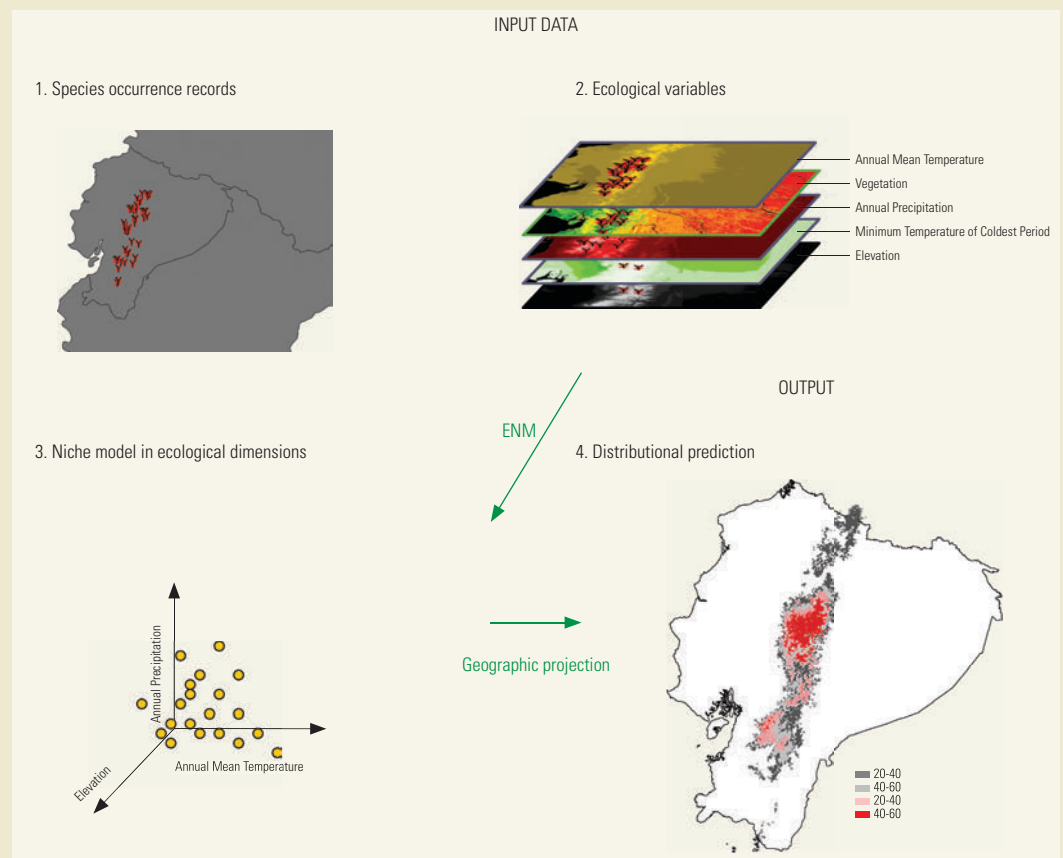 INPUT DATA
1. Species occurrence records
2. Ecological variables
Annual Mean Temperature
Vegetation
Annual Precipitation
Minimum Temperature of Coldest Period
Elevation
OUTPUT
ENM
3. Niche model in ecological dimensions
4. Distributional prediction
Annual Precipitation
Annual Mean Temperature
Elevation
Geographic projection
20-40
40-60
20-40
40-60